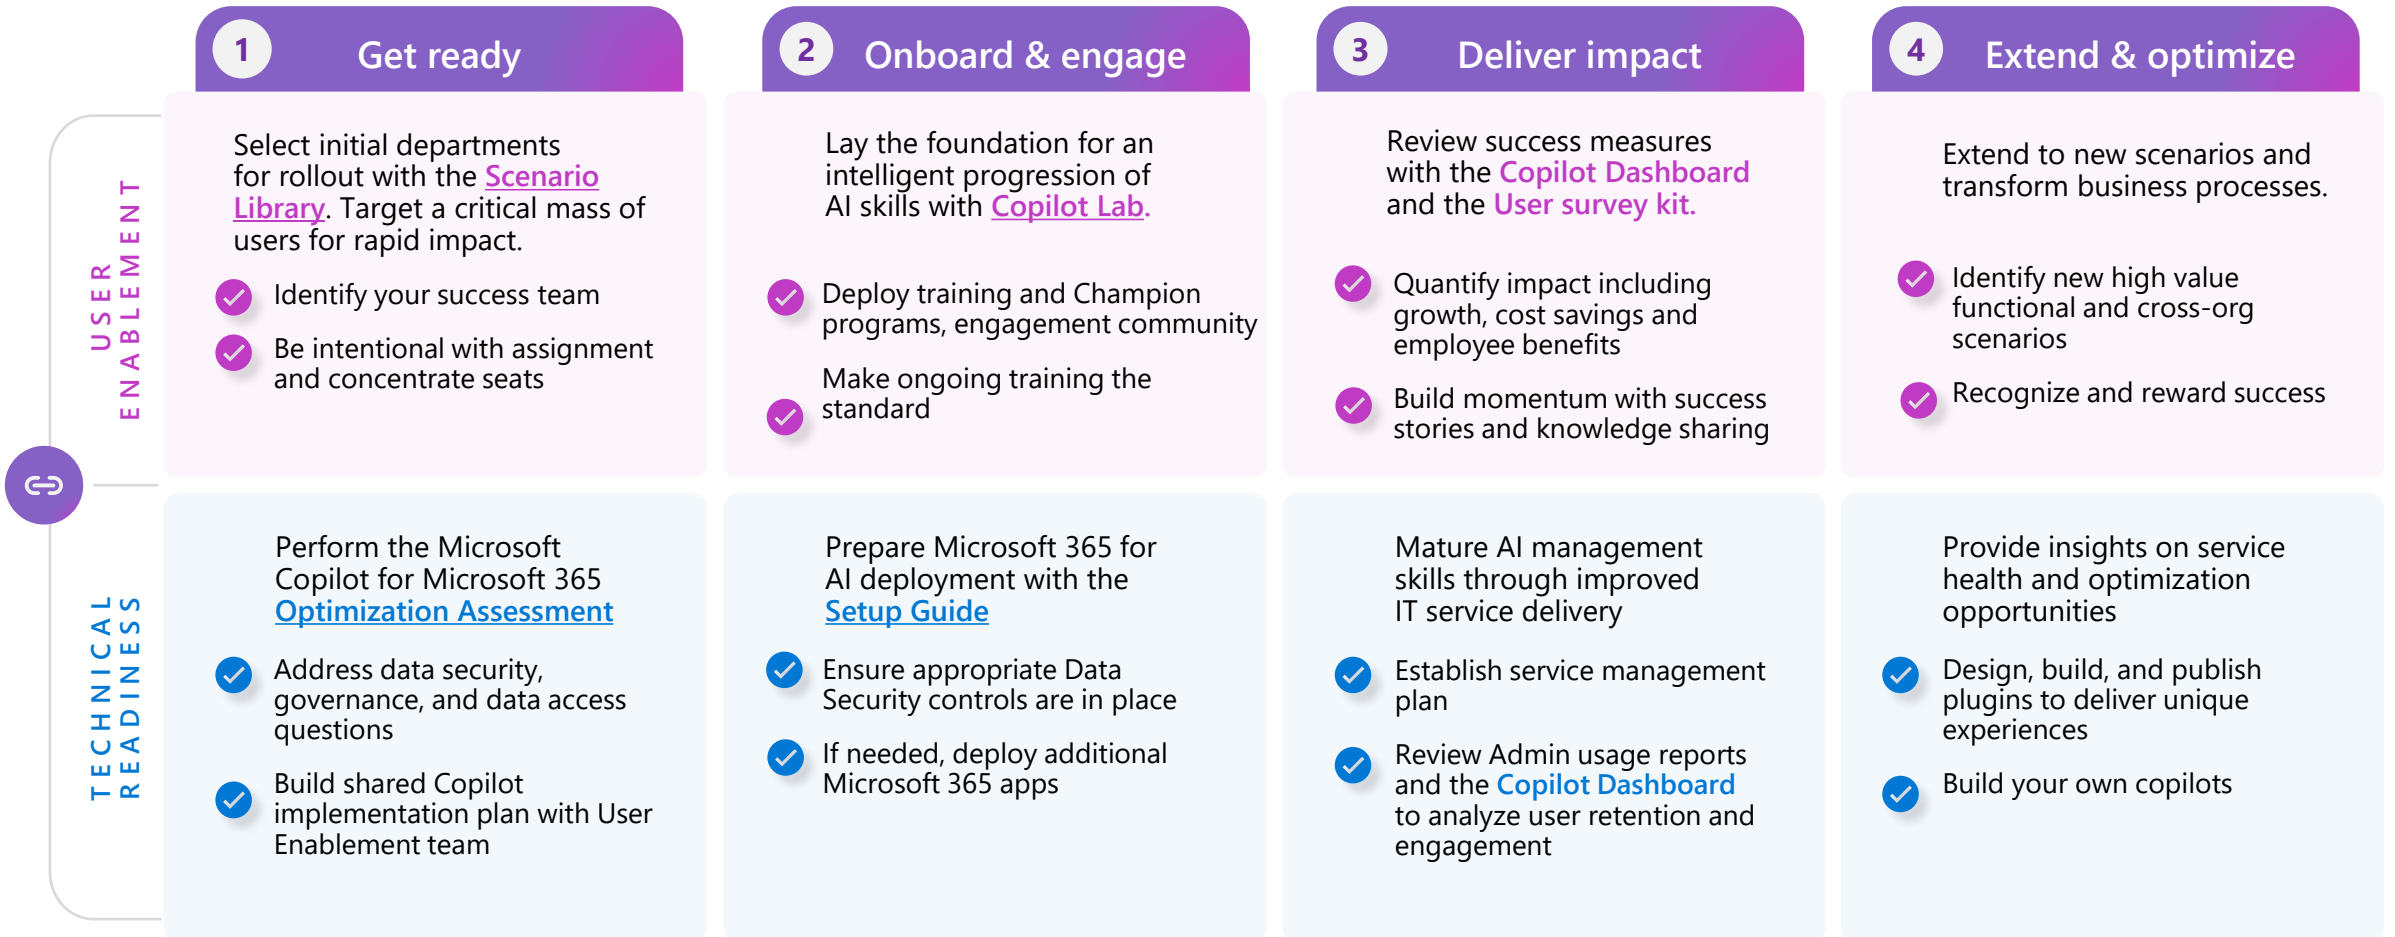 1 Get ready
2 Onboard & engage
3 Deliver impact
4 Extend & optimize
USER
ENABLEMENT
Select initial departments
for rollout with the Scenario
Library. Target a critical mass of
users for rapid impact.
Identify your success team
Be intentional with assignment
and concentrate seats
Lay the foundation for an
intelligent progression of
AI skills with Copilot Lab.
Deploy training and Champion
programs, engagement community
Make ongoing training the
standard
Review success measures
with the Copilot Dashboard
and the User survey kit.
Quantify impact including
growth, cost savings and
employee benefits
Build momentum with success
stories and knowledge sharing
Extend to new scenarios and
transform business processes.
Identify new high value
functional and cross-org
scenarios
Recognize and reward success
TECHNICAL
READINESS
Perform the Microsoft
Copilot for Microsoft 365
Optimization Assessment
Address data security,
governance, and data access
questions
Build shared Copilot
implementation plan with User
Enablement team
Prepare Microsoft 365 for
AI deployment with the
Setup Guide
Ensure appropriate Data
Security controls are in place
If needed, deploy additional
Microsoft 365 apps
Mature AI management
skills through improved
IT service delivery
Establish service management
plan
Review Admin usage reports
and the Copilot Dashboard
to analyze user retention and
engagement
Provide insights on service
health and optimization
opportunities
Design, build, and publish
plugins to deliver unique
experiences
Build your own copilots